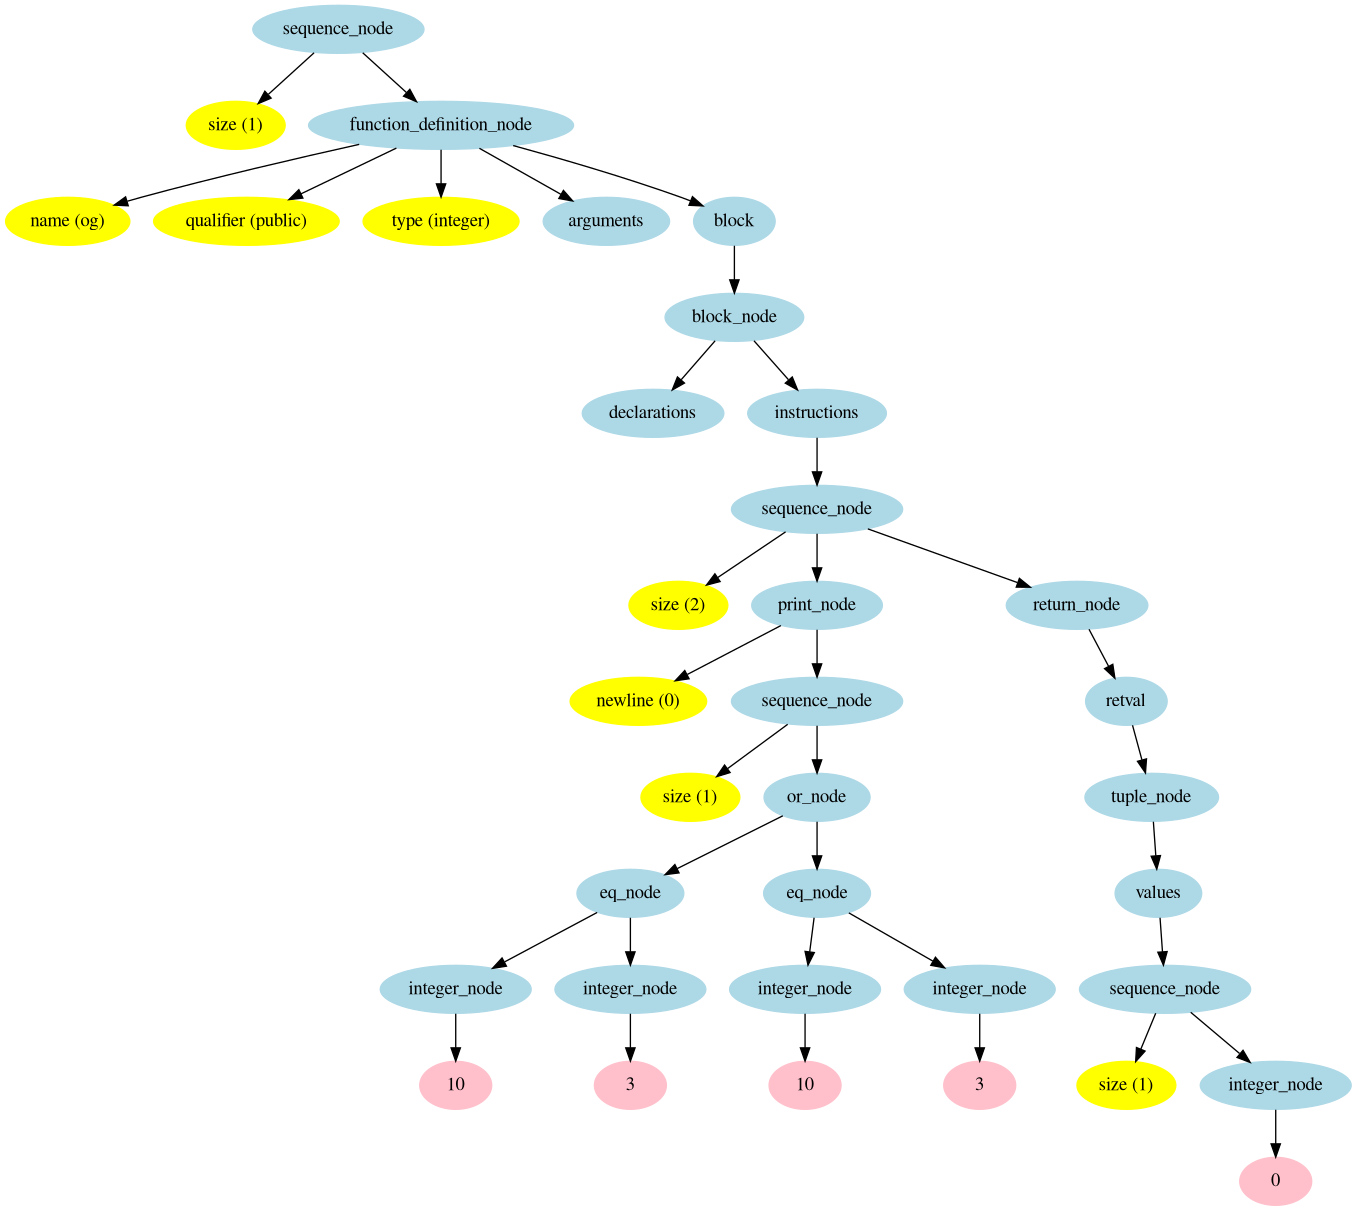 sequence_node
size (1)
function_definition_node
name (og)
qualifier (public)
type (integer)
arguments
block
block_node
declarations
instructions
sequence_node
size (2)
print_node
return_node
newline (0)
sequence_node
retval
size (1)
or_node
tuple_node
eq_node
eq_node
values
integer_node
integer_node
integer_node
integer_node
sequence_node
10
3
10
3
size (1)
integer_node
0